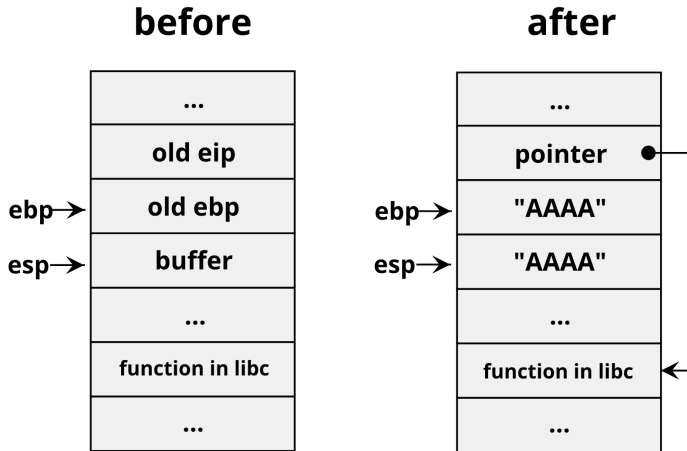 before
...
old eip
ebp
old ebp
esp
buffer
...
function in libc
...
after
...
pointer
ebp
"AAAA"
esp
"AAAA"
...
function in libc
...